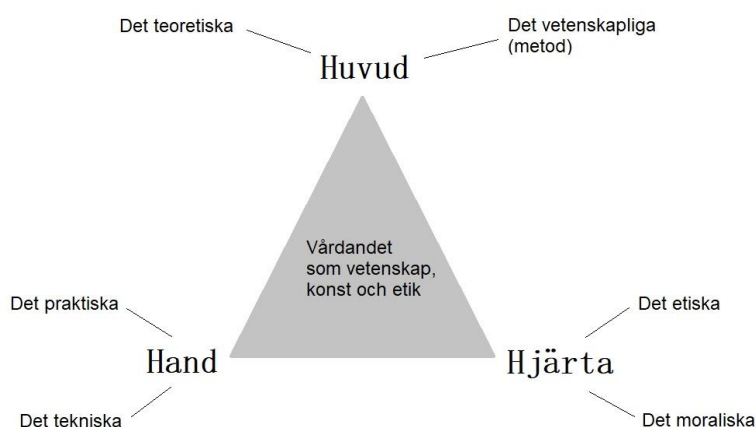 Det teoretiska
Det vetenskapliga
(metod)
Huvud
Vårdandet
som vetenskap,
konst och etik
Det praktiska
Hand
Det tekniska
Det etiska
Hjärta
Det moraliska